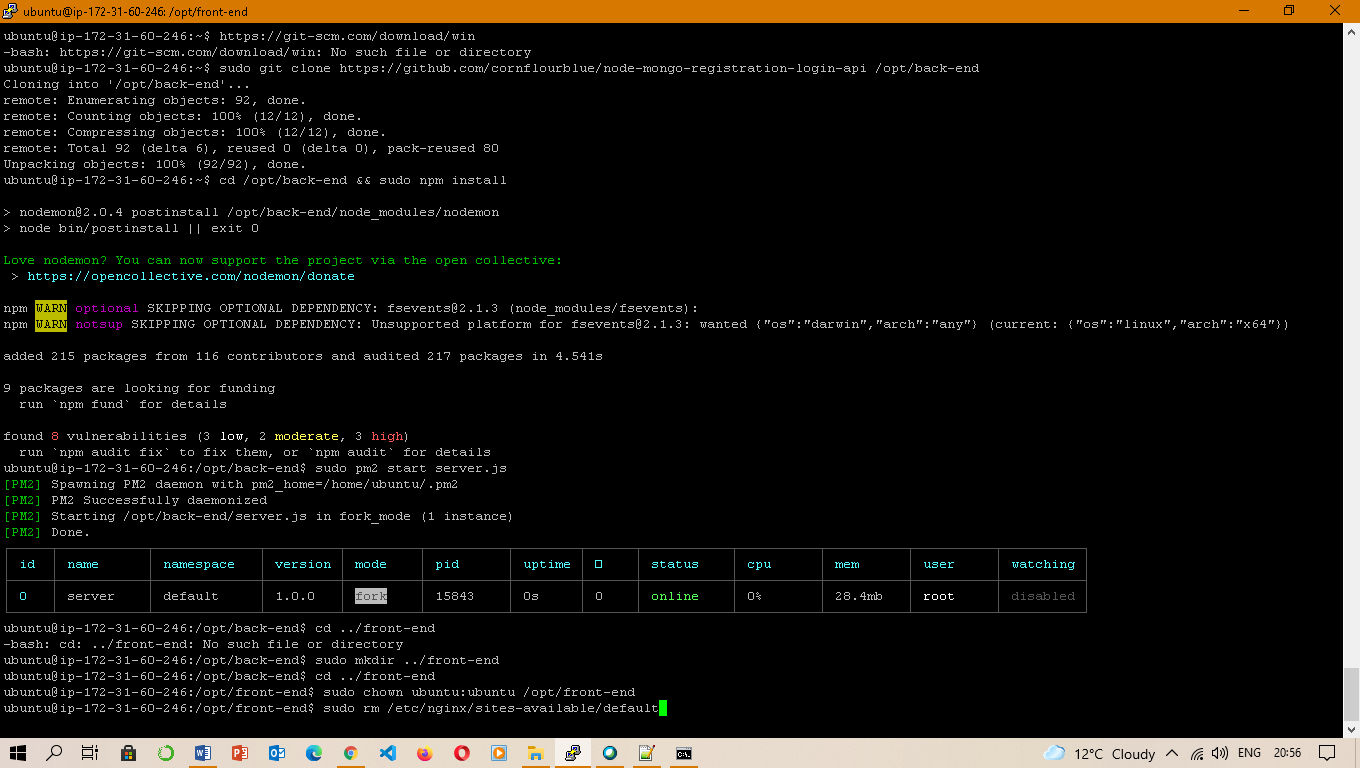 ubuntu@ip-172-31-60-246: /opt/front-end
ubuntu@ip-172-31-60-246:~$ https://git-scm.com/download/win
-bash: https://git-scm.com/download/win: No such file or directory
ubuntu@ip-172-31-60-246:~$ sudo git clone https://github.com/cornflourblue/node-mongo-registration-login-api /opt/back-end
Cloning into '/opt/back-end'...
remote: Enumerating objects: 92, done.
remote: Counting objects: 100% (12/12), done.
remote: Compressing objects: 100% (12/12), done.
remote: Total 92 (delta 6), reused 0 (delta 0), pack-reused 80
Unpacking objects: 100% (92/92), done.
ubuntu@ip-172-31-60-246:~$ cd /opt/back-end && sudo npm install
> nodemon@2.0.4 postinstall /opt/back-end/node_modules/nodemon
> node bin/postinstall || exit 0
Love nodemon? You can now support the project via the open collective:
 > https://opencollective.com/nodemon/donate
npm WARN optional SKIPPING OPTIONAL DEPENDENCY: fsevents@2.1.3 (node_modules/fsevents):
npm WARN notsup SKIPPING OPTIONAL DEPENDENCY: Unsupported platform for fsevents@2.1.3: wanted {"os":"darwin","arch":"any"} (current: {"os":"linux","arch":"x64"})
added 215 packages from 116 contributors and audited 217 packages in 4.541s
9 packages are looking for funding
  run `npm fund` for details
found 8 vulnerabilities (3 low, 2 moderate, 3 high)
  run `npm audit fix` to fix them, or `npm audit` for details
ubuntu@ip-172-31-60-246:/opt/back-end$ sudo pm2 start server.js
[PM2] Spawning PM2 daemon with pm2_home=/home/ubuntu/.pm2
[PM2] PM2 Successfully daemonized
[PM2] Starting /opt/back-end/server.js in fork_mode (1 instance)
[PM2] Done.
id name namespace version mode pid uptime status cpu mem user watching
0 server default 1.0.0 fork 15843 0s 0 online 0% 28.4mb root disabled
ubuntu@ip-172-31-60-246:/opt/back-end$ cd ../front-end
-bash: cd: ../front-end: No such file or directory
ubuntu@ip-172-31-60-246:/opt/back-end$ sudo mkdir ../front-end
ubuntu@ip-172-31-60-246:/opt/back-end$ cd ../front-end
ubuntu@ip-172-31-60-246:/opt/front-end$ sudo chown ubuntu:ubuntu /opt/front-end
ubuntu@ip-172-31-60-246:/opt/front-end$ sudo rm /etc/nginx/sites-available/default
12°C Cloudy ENG 20:56